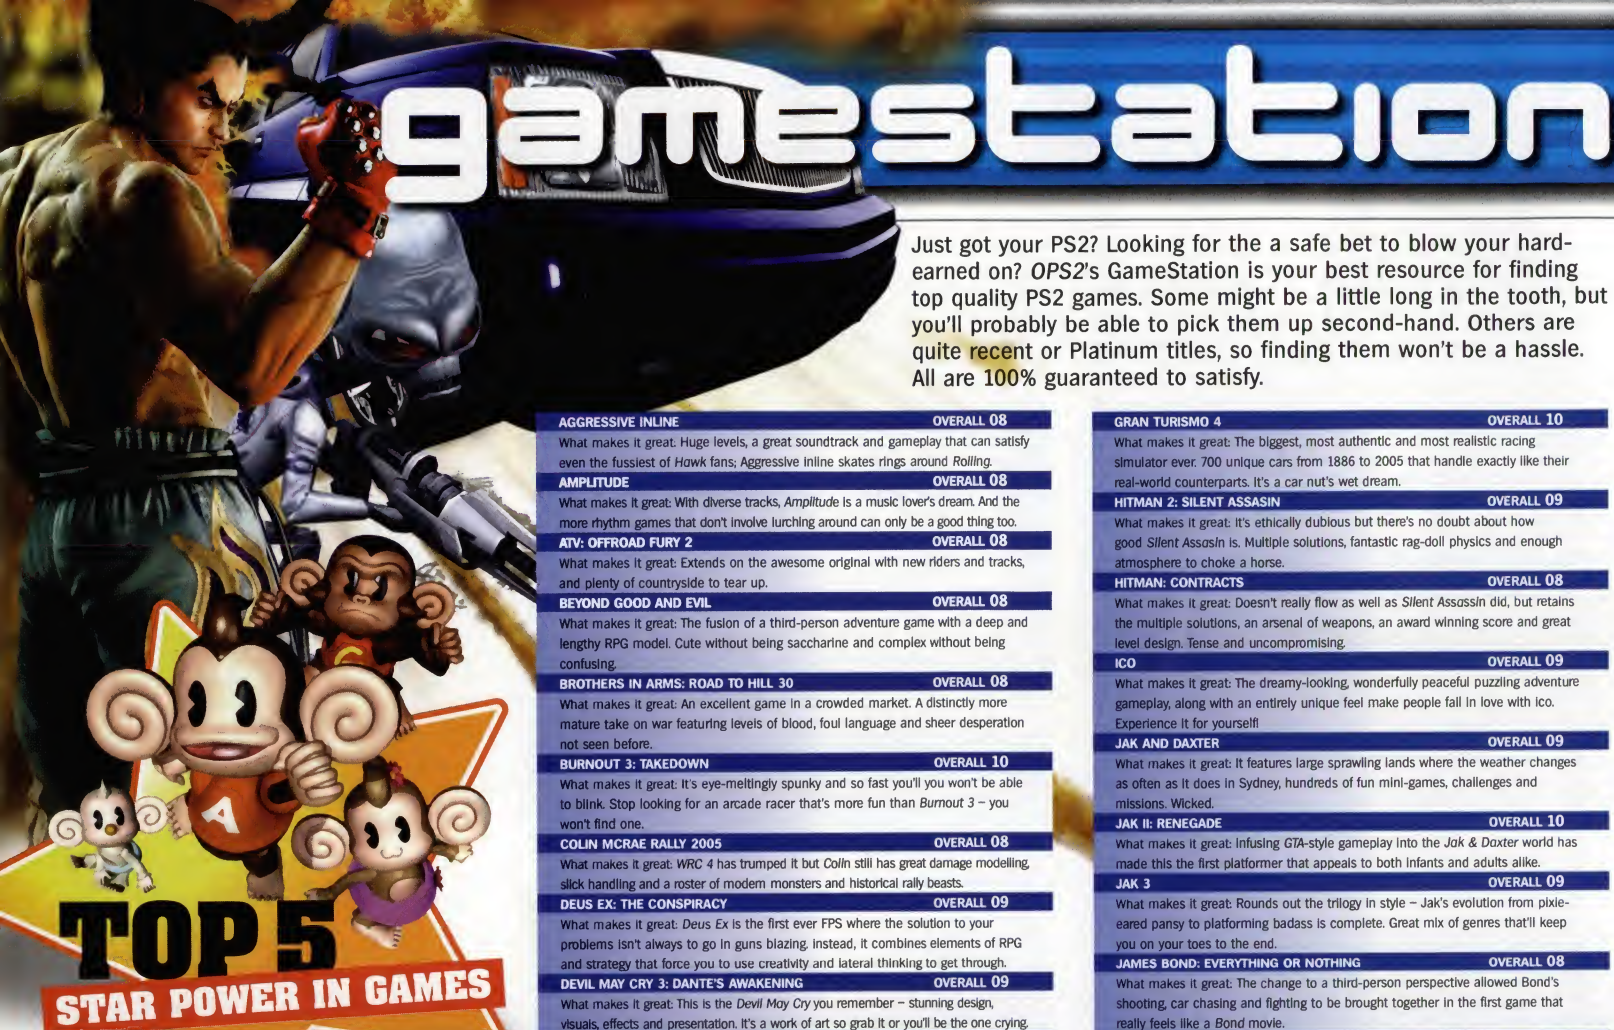 gamestation
Just got your PS2? Looking for the a safe bet to blow your hard-
earned on? OPS2's GameStation is your best resource for finding
top quality PS2 games. Some might be a little long in the tooth, but
you'll probably be able to pick them up second-hand. Others are
quite recent or Platinum titles, so finding them won't be a hassle.
All are 100% guaranteed to satisfy.
AGGRESSIVE INLINE OVERALL 08
What makes it great: Huge levels, a great soundtrack and gameplay that can satisfy
even the fussiest of Hawk fans; Aggressive Inline skates rings around Rolling.
AMPLITUDE OVERALL 08
What makes it great: With diverse tracks, Amplitude is a music lover's dream. And the
more rhythm games that don't involve lurching around can only be a good thing too.
ATV: OFFROAD FURY 2 OVERALL 08
What makes it great: Extends on the awesome original with new riders and tracks,
and plenty of countryside to tear up.
BEYOND GOOD AND EVIL OVERALL 08
What makes it great: The fusion of a third-person adventure game with a deep and
lengthy RPG model. Cute without being saccharine and complex without being
confusing.
BROTHERS IN ARMS: ROAD TO HILL 30 OVERALL 08
What makes it great: An excellent game in a crowded market. A distinctly more
mature take on war featuring levels of blood, foul language and sheer desperation
not seen before.
BURNOUT 3: TAKEDOWN OVERALL 10
What makes it great: It's eye-meltingly spunky and so fast you'll you won't be able
to blink. Stop looking for an arcade racer that's more fun than Burnout 3 – you
won't find one.
COLIN MCRAE RALLY 2005 OVERALL 08
What makes it great: WRC 4 has trumped it but Colin still has great damage modelling,
slick handling and a roster of modern monsters and historical rally beasts.
DEUS EX: THE CONSPIRACY OVERALL 09
What makes it great: Deus Ex is the first ever FPS where the solution to your
problems isn't always to go in guns blazing. Instead, it combines elements of RPG
and strategy that force you to use creativity and lateral thinking to get through.
DEVIL MAY CRY 3: DANTE'S AWAKENING OVERALL 09
What makes it great: This is the Devil May Cry you remember – stunning design,
visuals, effects and presentation. It's a work of art so grab it or you'll be the one crying.
GRAN TURISMO 4 OVERALL 10
What makes it great: The biggest, most authentic and most realistic racing
simulator ever. 700 unique cars from 1886 to 2005 that handle exactly like their
real-world counterparts. It's a car nut's wet dream.
HITMAN 2: SILENT ASSASIN OVERALL 09
What makes it great: It's ethically dubious but there's no doubt about how
good Silent Assasin is. Multiple solutions, fantastic rag-doll physics and enough
atmosphere to choke a horse.
HITMAN: CONTRACTS OVERALL 08
What makes it great: Doesn't really flow as well as Silent Assassin did, but retains
the multiple solutions, an arsenal of weapons, an award winning score and great
level design. Tense and uncompromising.
ICO OVERALL 09
What makes it great: The dreamy-looking, wonderfully peaceful puzzling adventure
gameplay, along with an entirely unique feel make people fall in love with ico.
Experience it for yourself!
JAK AND DAXTER OVERALL 09
What makes it great: It features large sprawling lands where the weather changes
as often as it does in Sydney, hundreds of fun mini-games, challenges and
missions. Wicked.
JAK II: RENEGADE OVERALL 10
What makes it great: Infusing GTA-style gameplay into the Jak & Daxter world has
made this the first platformer that appeals to both infants and adults alike.
JAK 3 OVERALL 09
What makes it great: Rounds out the trilogy in style – Jak's evolution from pixie-
eared pansy to platforming badass is complete. Great mix of genres that'll keep
you on your toes to the end.
JAMES BOND: EVERYTHING OR NOTHING OVERALL 08
What makes it great: The change to a third-person perspective allowed Bond's
shooting, car chasing and fighting to be brought together in the first game that
really feels like a Bond movie.
C
A
TOP 5
STAR POWER IN GAMES